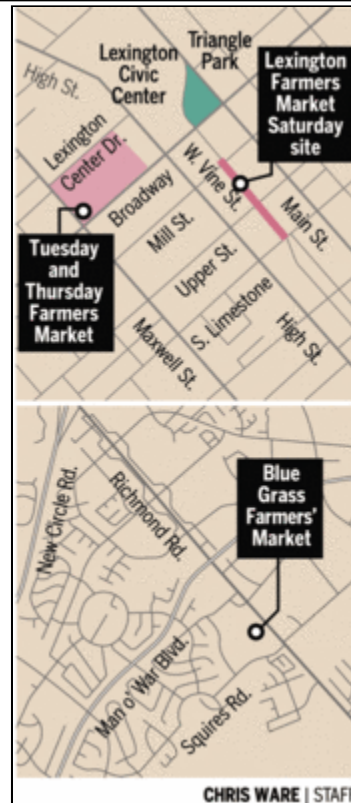 Triangle
Park
Lexington
Civic
Center
High St.
Lexington
Farmers
Market
Saturday
site
Lexington
Center Dr.
W. Vine St.
Broadway
Main St.
Mill St.
Tuesday
and
Thursday
Farmers
Market
Upper St.
S. Limestone
High St.
Maxwell St.
Blue
Grass
Farmers'
Market
New Circle Rd.
Richmond Rd.
Man o' War Blvd.
Squires Rd.
CHRIS WARE | STAFF